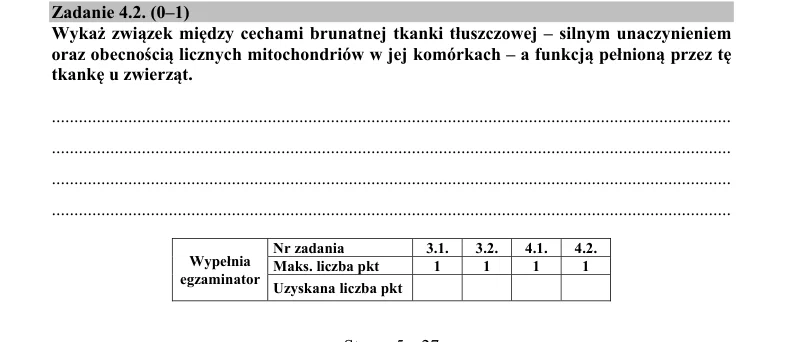 Zadanie 4.2. (0–1)
Wykaż związek między cechami brunatnej tkanki tłuszczowej – silnym unaczynieniem
oraz obecnością licznych mitochondriów w jej komórkach – a funkcją pełnioną przez tę
tkankę u zwierząt.
................................................................................................................................................
................................................................................................................................................
................................................................................................................................................
................................................................................................................................................
Wypełnia egzaminator
Nr zadania 3.1. 3.2. 4.1. 4.2.
Maks. liczba pkt 1 1 1 1
Uzyskana liczba pkt